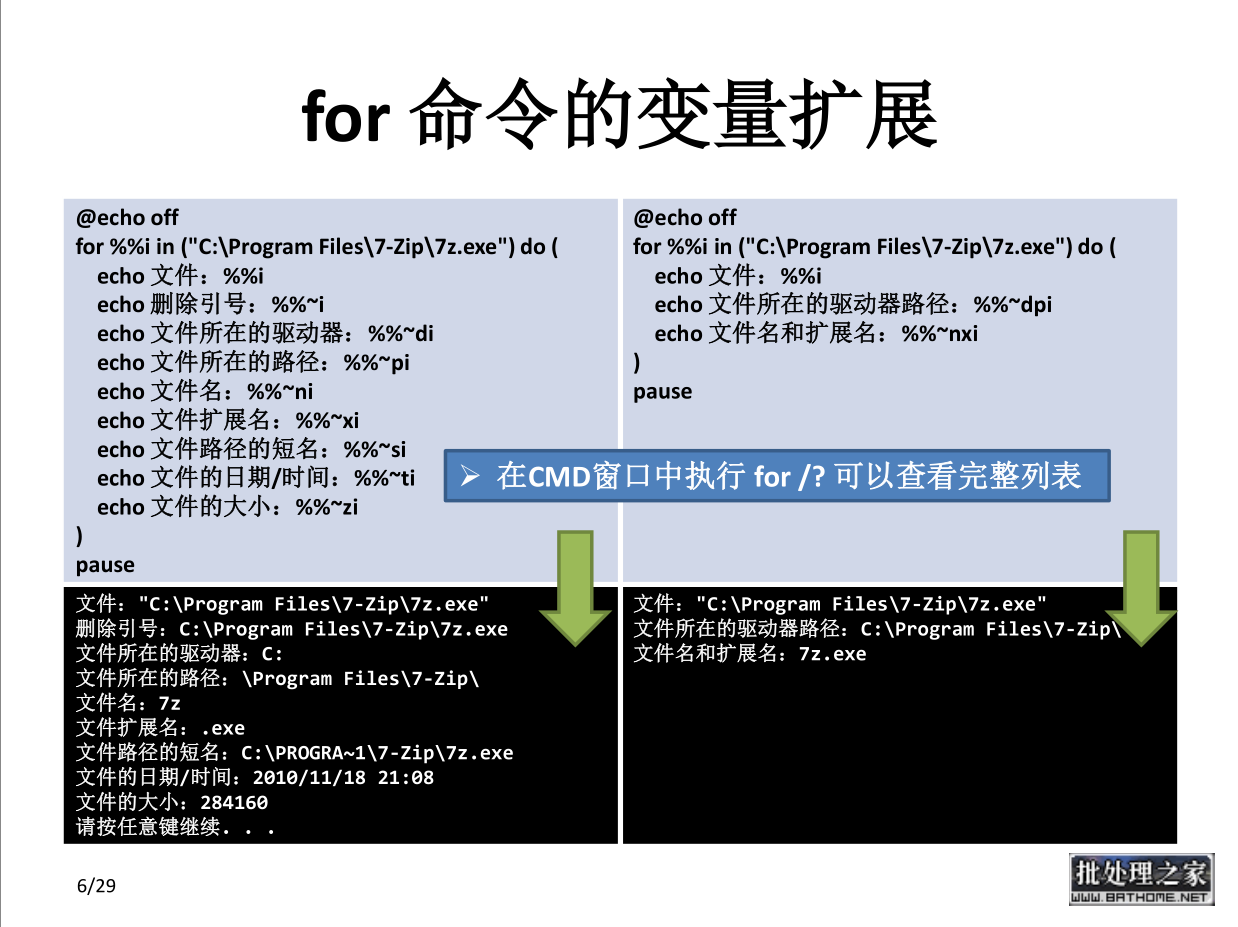 for 命令的变量扩展
@echo off
for %%i in ("C:\Program Files\7-Zip\7z.exe") do (
echo 文件：%%i
echo 删除引号：%%~i
echo 文件所在的驱动器：%%~di
echo 文件所在的路径：%%~pi
echo 文件名：%%~ni
echo 文件扩展名：%%~xi
echo 文件路径的短名：%%~si
echo 文件的日期/时间：%%~ti
echo 文件的大小：%%~zi
)
pause
@echo off
for %%i in ("C:\Program Files\7-Zip\7z.exe") do (
echo 文件：%%i
echo 文件所在的驱动器路径：%%~dpi
echo 文件名和扩展名：%%~nxi
)
pause
➢ 在CMD窗口中执行 for /? 可以查看完整列表
文件："C:\Program Files\7-Zip\7z.exe"
删除引号：C:\Program Files\7-Zip\7z.exe
文件所在的驱动器：C:
文件所在的路径：\Program Files\7-Zip\
文件名：7z
文件扩展名：.exe
文件路径的短名：C:\PROGRA~1\7-Zip\7z.exe
文件的日期/时间：2010/11/18 21:08
文件的大小：284160
请按任意键继续. . .
文件："C:\Program Files\7-Zip\7z.exe"
文件所在的驱动器路径：C:\Program Files\7-Zip\
文件名和扩展名：7z.exe
6/29
批处理之家
WWW.BATHOME.NET